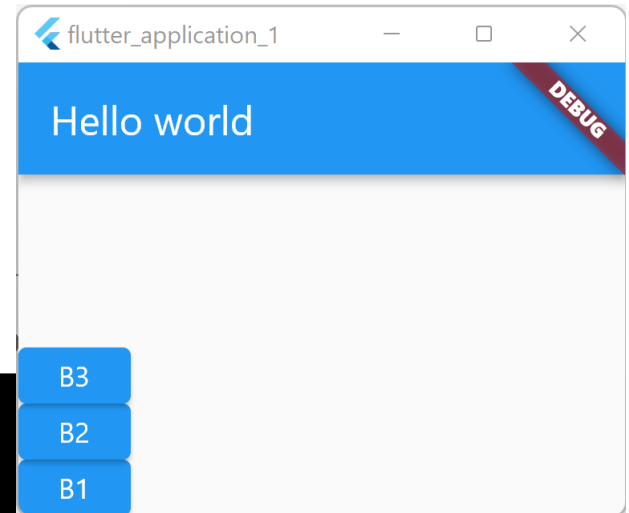 flutter_application_1
Hello world
DEBUG
B3
B2
B1